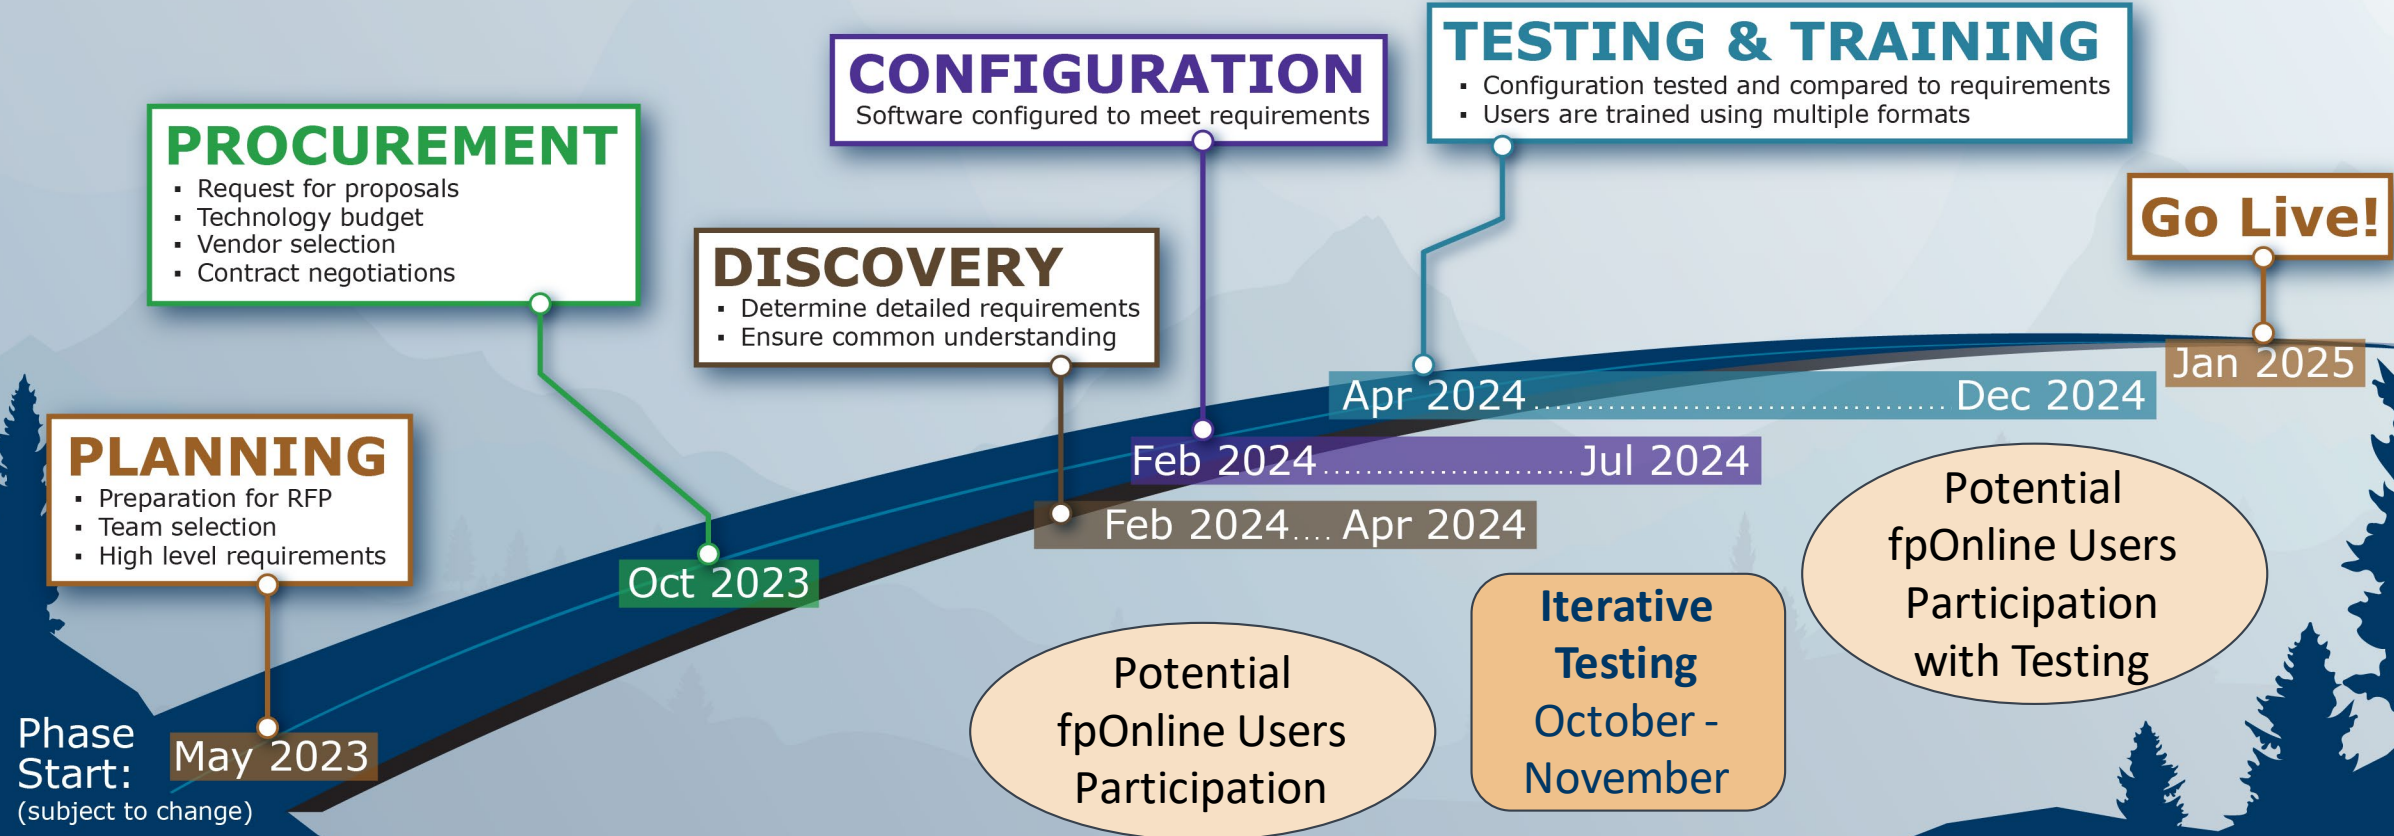 PLANNING
▪ Preparation for RFP
▪ Team selection
▪ High level requirements
PROCUREMENT
▪ Request for proposals
▪ Technology budget
▪ Vendor selection
▪ Contract negotiations
DISCOVERY
▪ Determine detailed requirements
▪ Ensure common understanding
CONFIGURATION
Software configured to meet requirements
TESTING & TRAINING
▪ Configuration tested and compared to requirements
▪ Users are trained using multiple formats
Go Live!
Phase
Start:
(subject to change)
May 2023
Oct 2023
Feb 2024.... Apr 2024
Feb 2024........................Jul 2024
Apr 2024.......................................Dec 2024
Jan 2025
Potential
fpOnline Users
Participation
Iterative
Testing
October -
November
Potential
fpOnline Users
Participation
with Testing